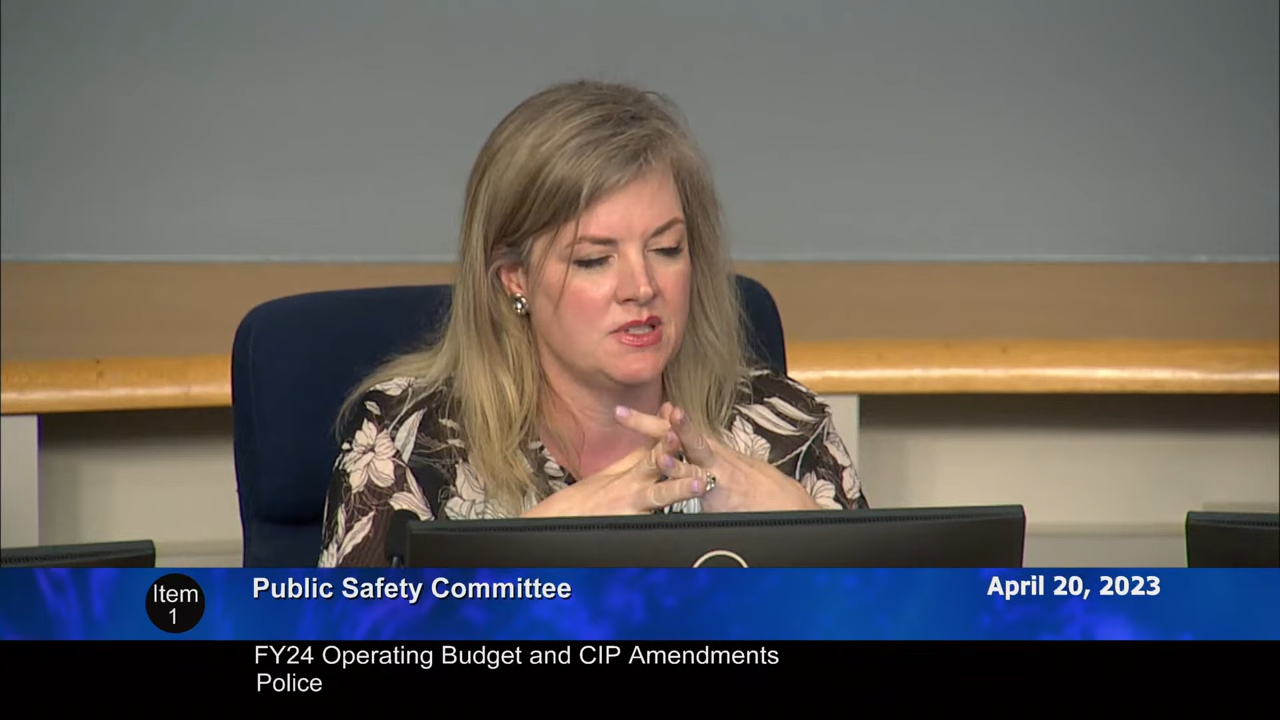 Item
1
Public Safety Committee
April 20, 2023
FY24 Operating Budget and CIP Amendments
Police